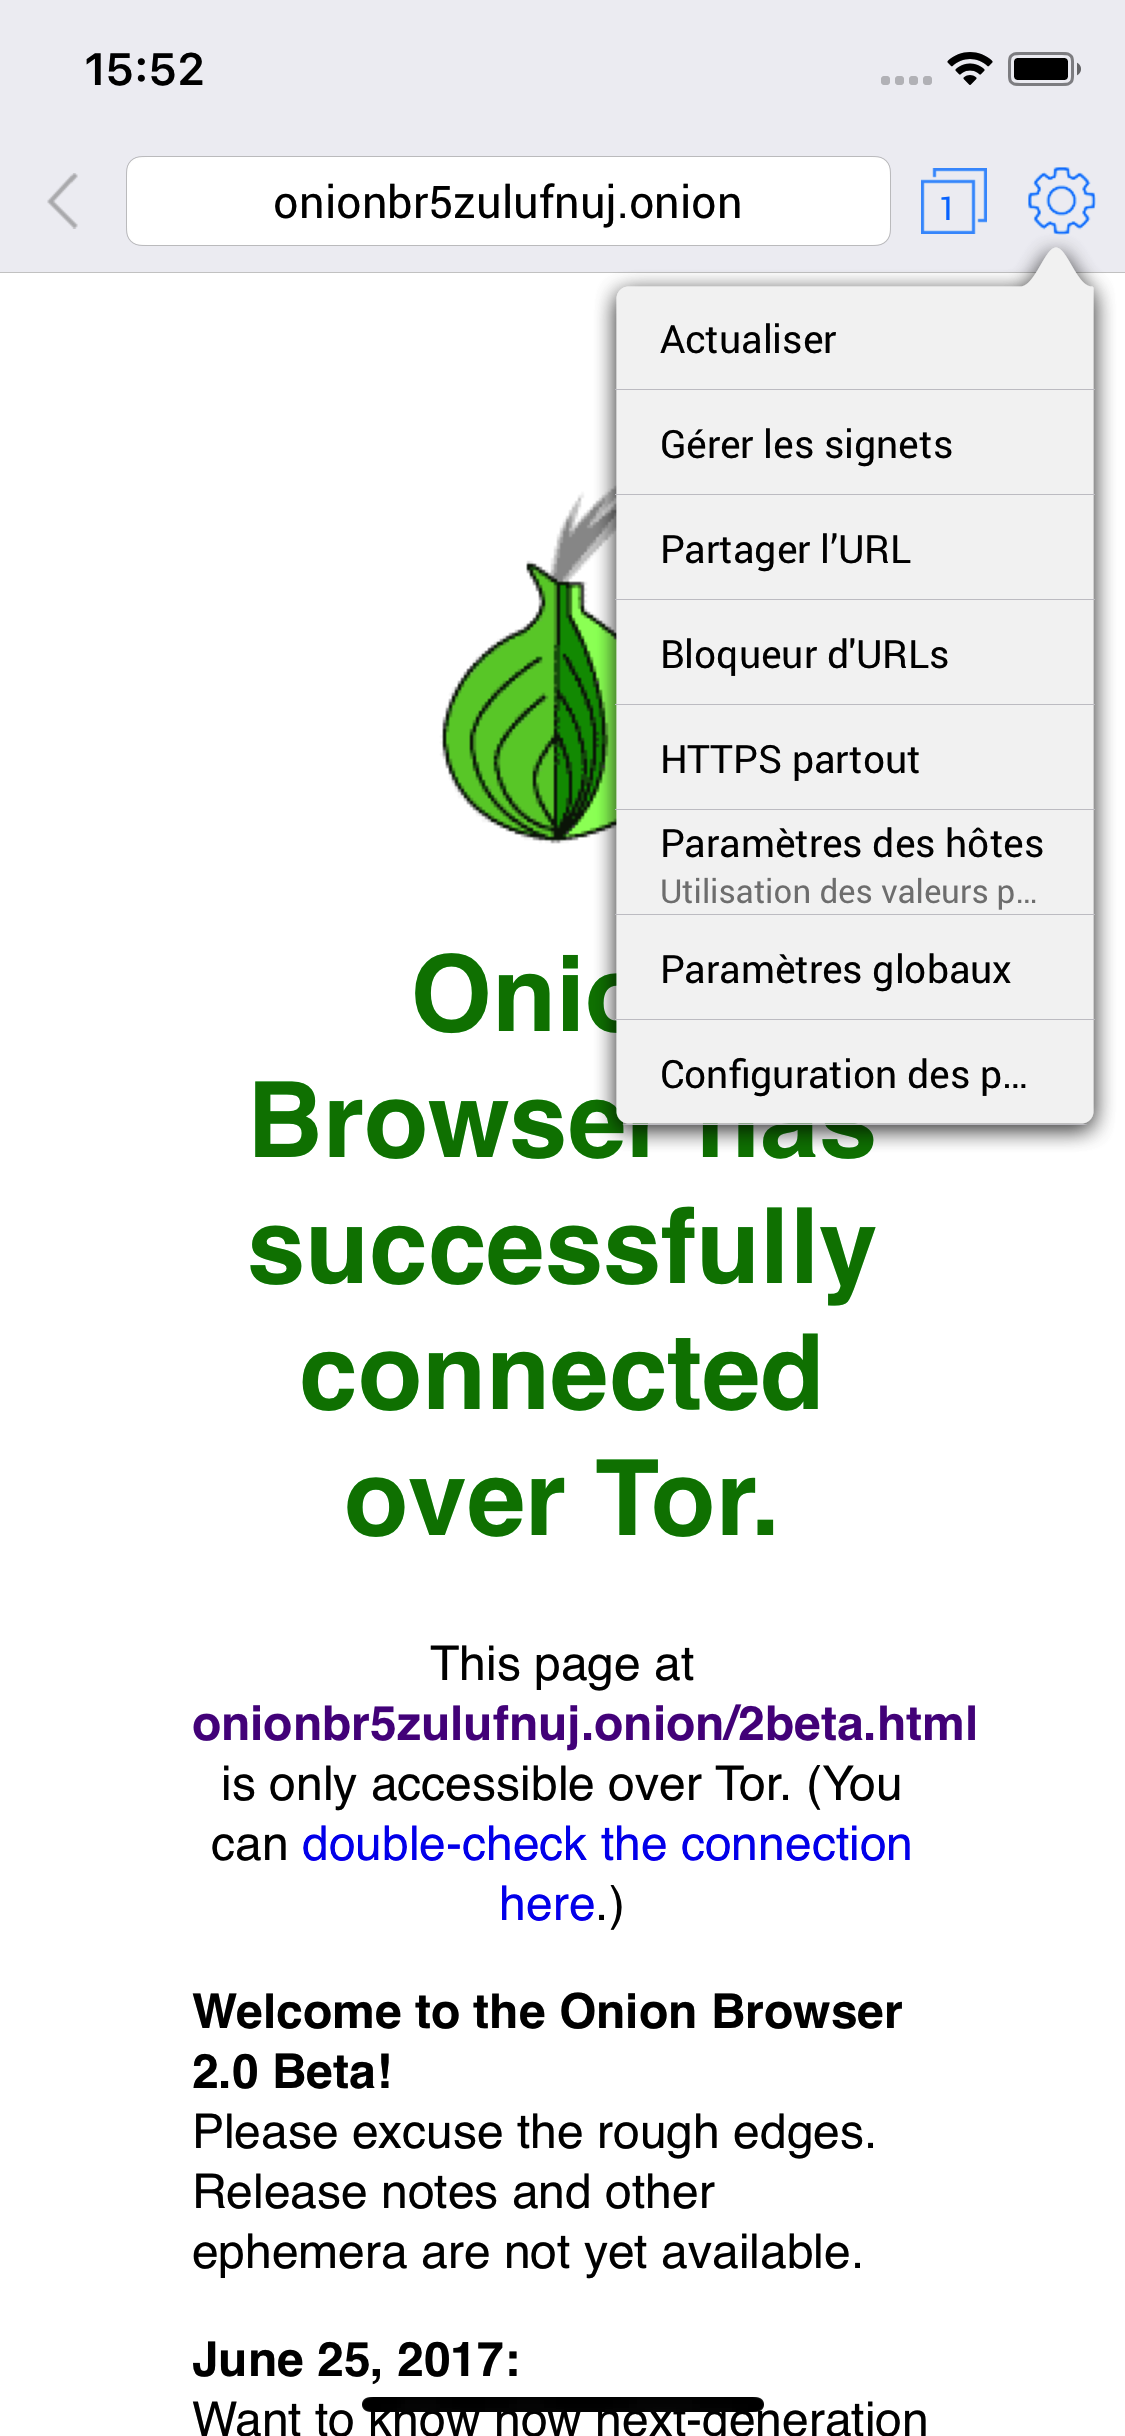 15:52
onionbr5zulufnuj.onion
1
Actualiser
Gérer les signets
Partager l’URL
Bloqueur d'URLs
HTTPS partout
Paramètres des hôtes
Utilisation des valeurs p...
Paramètres globaux
Configuration des p...
Browser has
successfully
connected
over Tor.
This page at
onionbr5zulufnuj.onion/2beta.html
is only accessible over Tor. (You
can double-check the connection
here.)
Welcome to the Onion Browser
2.0 Beta!
Please excuse the rough edges.
Release notes and other
ephemera are not yet available.
June 25, 2017:
Want to know how next-generation